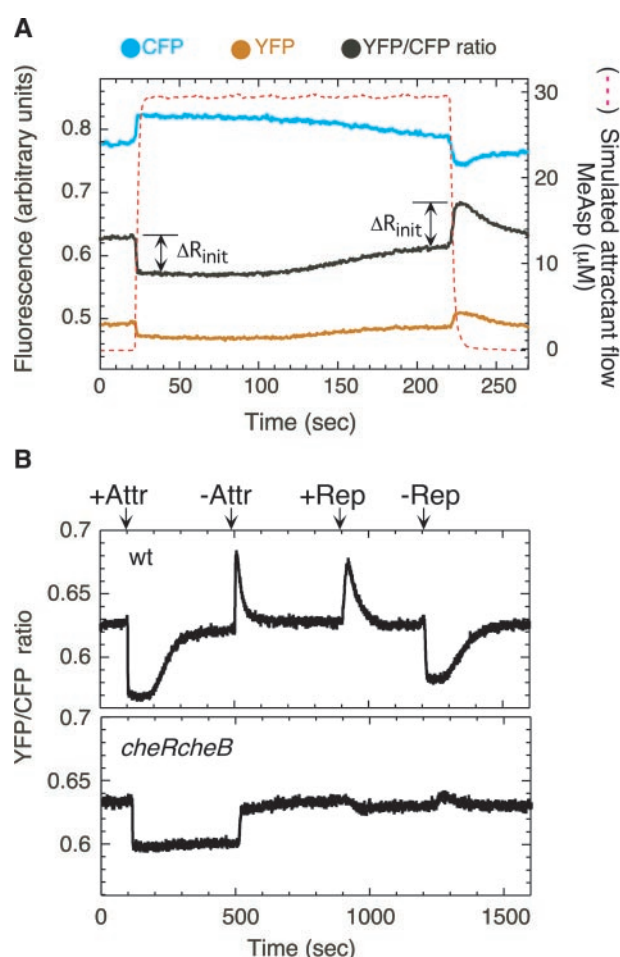 A
CFP YFP YFP/CFP ratio
Fluorescence (arbitrary units)
0.8
0.7
0.6
0.5
ΔRinit
ΔRinit
30
20
10
0
(---) Simulated attractant flow
MeAsp (μM)
0 50 100 150 200 250
Time (sec)
B
+Attr -Attr +Rep -Rep
YFP/CFP ratio
0.7
wt
0.65
0.6
0.7
cheRcheB
0.65
0.6
0 500 1000 1500
Time (sec)